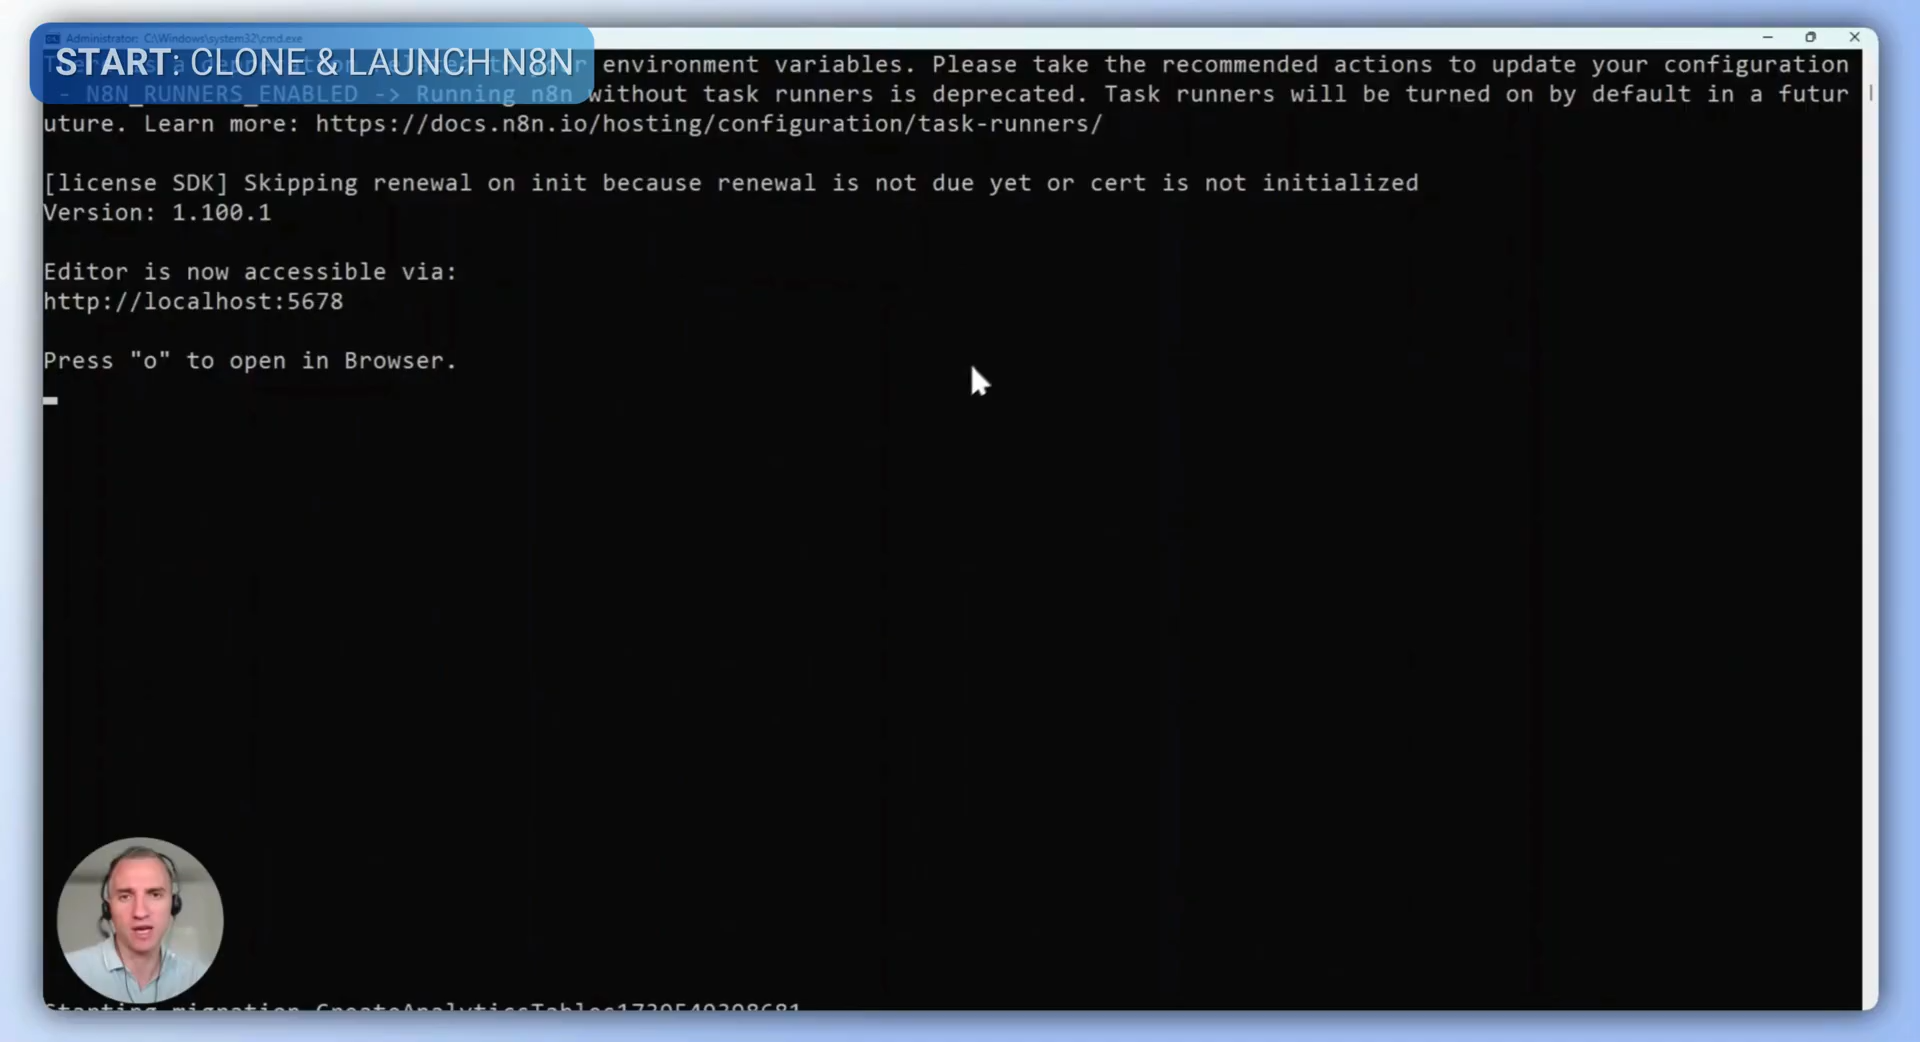 Administrator: C:\Windows\system32\cmd.exe
START: CLONE & LAUNCH N8N
environment variables. Please take the recommended actions to update your configuration
- N8N_RUNNERS_ENABLED -> Running n8n without task runners is deprecated. Task runners will be turned on by default in a futur
uture. Learn more: https://docs.n8n.io/hosting/configuration/task-runners/
[license SDK] Skipping renewal on init because renewal is not due yet or cert is not initialized
Version: 1.100.1
Editor is now accessible via:
http://localhost:5678
Press "o" to open in Browser.
Starting migration CreateAnalyticsTables1739549398681